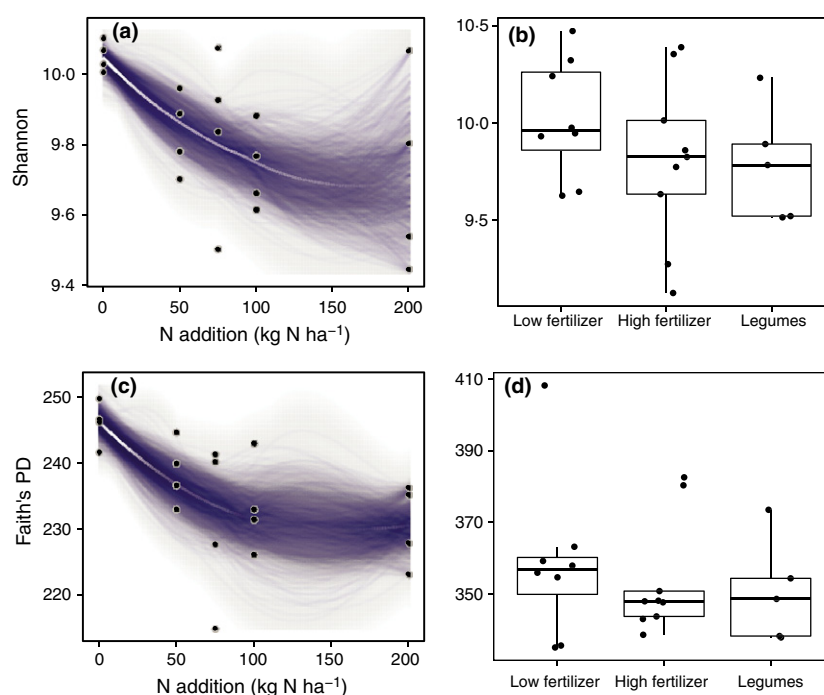 (a)
Shannon
10·0
9·8
9·6
9·4
0 50 100 150 200
N addition (kg N ha⁻¹)
(b)
10·5
10·0
9·5
Low fertilizer High fertilizer Legumes
(c)
Faith's PD
250
240
230
220
0 50 100 150 200
N addition (kg N ha⁻¹)
(d)
410
390
370
350
Low fertilizer High fertilizer Legumes